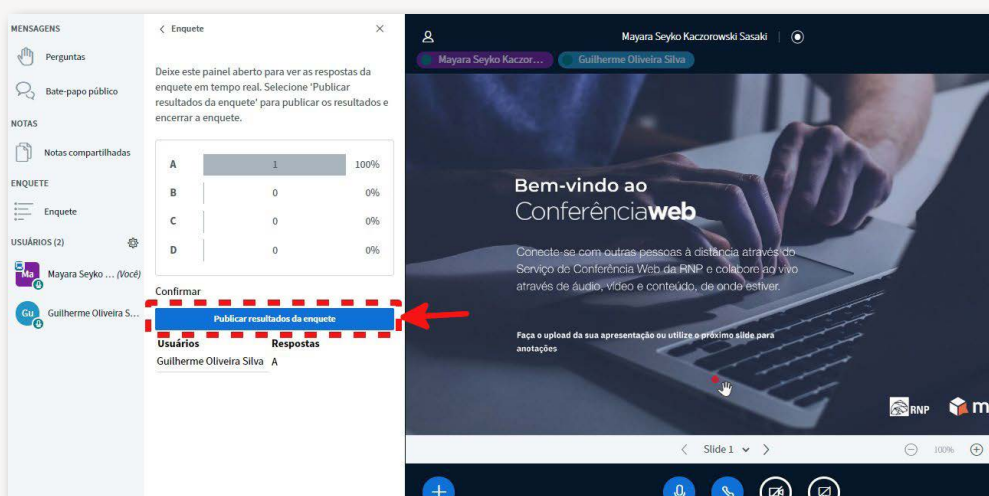 MENSAGENS
Perguntas
Bate-papo público
NOTAS
Notas compartilhadas
ENQUETE
Enquete
USUÁRIOS (2)
Ma
Mayara Seyko ... (Você)
Gu
Guilherme Oliveira S...
Enquete
Deixe este painel aberto para ver as respostas da
enquete em tempo real. Selecione 'Publicar
resultados da enquete' para publicar os resultados e
encerrar a enquete.
A 1 100%
B 0 0%
C 0 0%
D 0 0%
Confirmar
Publicar resultados da enquete
Usuários Respostas
Guilherme Oliveira Silva A
Mayara Seyko Kaczorowski Sasaki
Mayara Seyko Kaczor... Guilherme Oliveira Silva
Bem-vindo ao
Conferênciaweb
Conecte-se com outras pessoas à distância através do
Serviço de Conferência Web da RNP e colabore ao vivo
através de áudio, vídeo e conteúdo, de onde estiver.
Faça o upload da sua apresentação ou utilize o próximo slide para
anotações
RNP m
Slide 1 100%